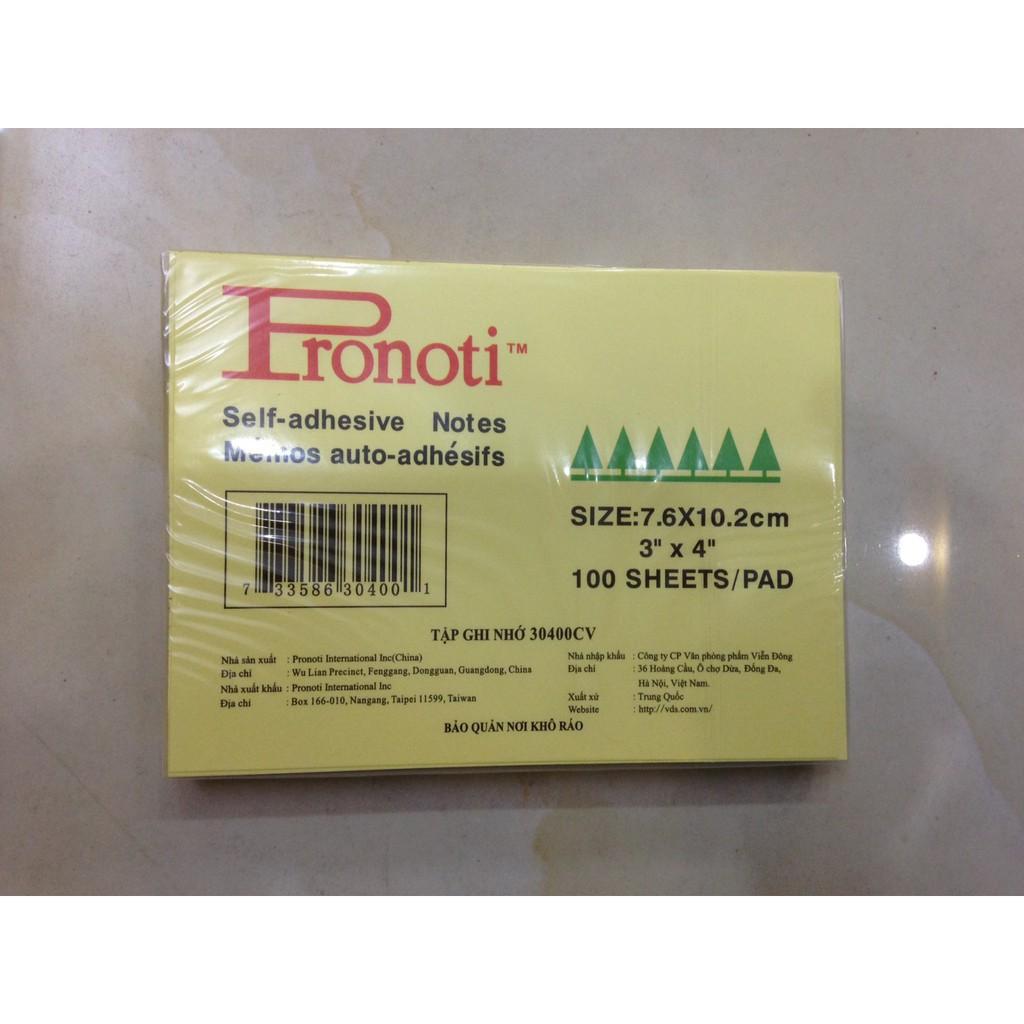 Pronoti™
Self-adhesive Notes
Mémos auto-adhésifs
SIZE:7.6X10.2cm
3" x 4"
100 SHEETS/PAD
7 33586 30400 1
TẬP GHI NHỚ 30400CV
Nhà sản xuất : Pronoti International Inc(China)
Địa chỉ : Wu Lian Precinct, Fenggang, Dongguan, Guangdong, China
Nhà xuất khẩu : Pronoti International Inc
Địa chỉ : Box 166-010, Nangang, Taipei 11599, Taiwan
Nhà nhập khẩu : Công ty CP Văn phòng phẩm Viễn Đông
Địa chỉ : 36 Hoàng Cầu, Ô chợ Dừa, Đống Đa,
Hà Nội, Việt Nam.
Xuất xứ : Trung Quốc
Website : http://vds.com.vn/
BẢO QUẢN NƠI KHÔ RÁO